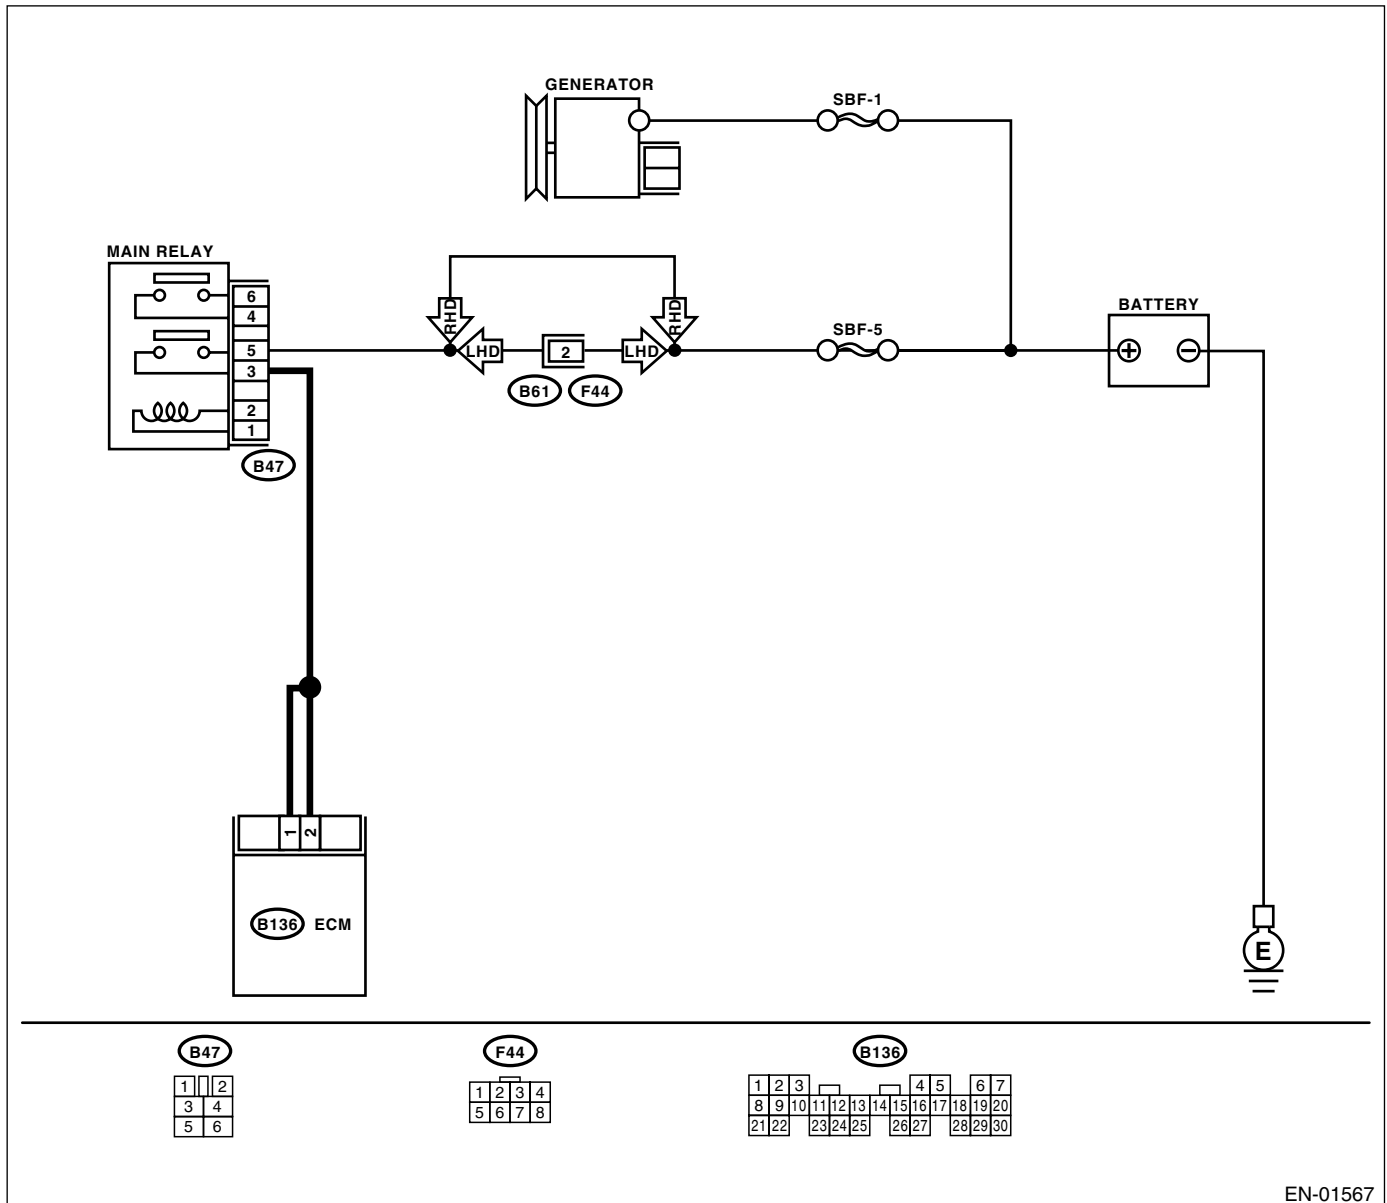 GENERATOR
SBF-1
MAIN RELAY
6
4
5
3
2
1
B47
RHD
RHD
LHD
2
LHD
B61
F44
SBF-5
BATTERY
+
−
1
2
B136
ECM
E
B47
F44
B136
1 2
3 4
5 6
1 2 3 4
5 6 7 8
1 2 3 4 5 6 7
8 9 10 11 12 13 14 15 16 17 18 19 20
21 22 23 24 25 26 27 28 29 30
EN-01567